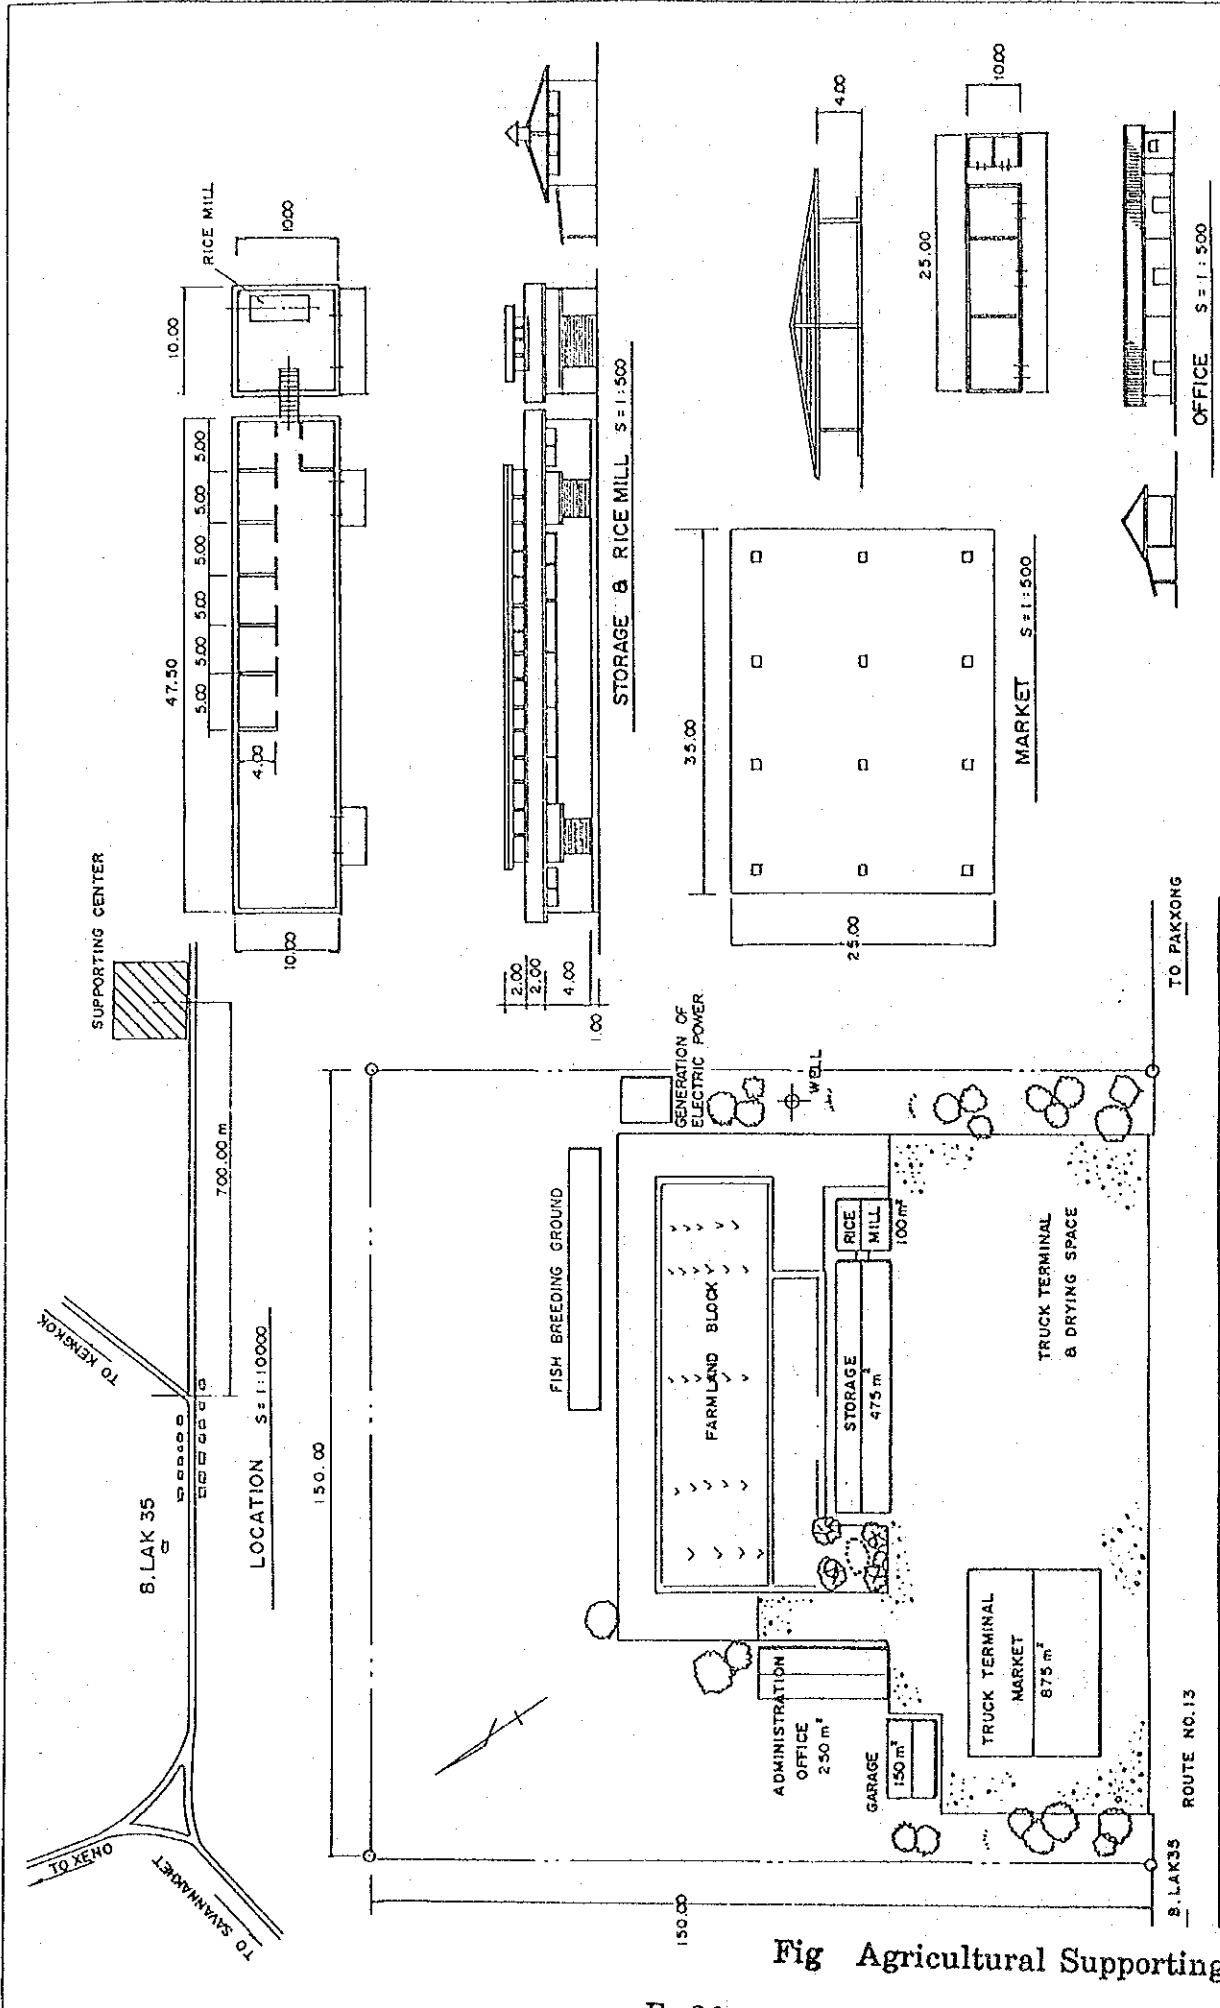 TO XENO
TO SAVANNAKHET
B.LAK 35
TO KENGKOK
700.00 m
SUPPORTING CENTER
LOCATION S=1:10000
47.50
5.00 5.00 5.00 5.00 5.00 5.00
10.00
4.00
10.00
RICE MILL
10.00
2.00
2.00
4.00
1.00
STORAGE & RICE MILL S=1:500
35.00
25.00
4.00
MARKET S=1:500
25.00
10.00
OFFICE S=1:500
150.00
150.00
FISH BREEDING GROUND
GENERATION OF
ELECTRIC POWER
WELL
FARMLAND BLOCK
STORAGE
475 m²
RICE
MILL
100 m²
ADMINISTRATION
OFFICE
250 m²
GARAGE
150 m²
TRUCK TERMINAL
MARKET
875 m²
TRUCK TERMINAL
& DRYING SPACE
B.LAK35
ROUTE NO.13
TO PAKXONG
Fig Agricultural Supporting